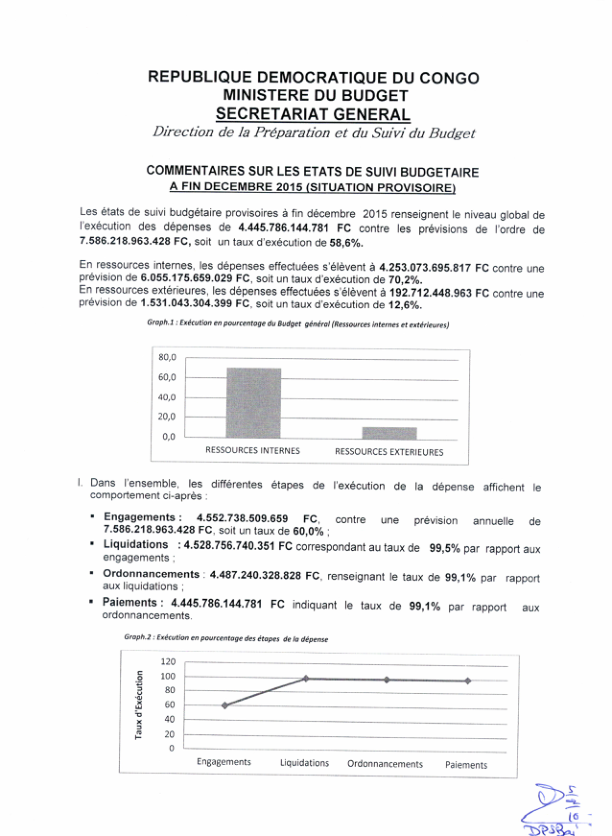 REPUBLIQUE DEMOCRATIQUE DU CONGO
MINISTERE DU BUDGET
SECRETARIAT GENERAL
Direction de la Préparation et du Suivi du Budget
COMMENTAIRES SUR LES ETATS DE SUIVI BUDGETAIRE
A FIN DECEMBRE 2015 (SITUATION PROVISOIRE)
Les états de suivi budgétaire provisoires à fin décembre 2015 renseignent le niveau global de
l'exécution des dépenses de 4.445.786.144.781 FC contre les prévisions de l'ordre de
7.586.218.963.428 FC, soit un taux d'exécution de 58,6%.
En ressources internes, les dépenses effectuées s'élèvent à 4.253.073.695.817 FC contre une
prévision de 6.055.175.659.029 FC, soit un taux d'exécution de 70,2%.
En ressources extérieures, les dépenses effectuées s'élèvent à 192.712.448.963 FC contre une
prévision de 1.531.043.304.399 FC, soit un taux d'exécution de 12,6%.
Graph.1 : Exécution en pourcentage du Budget général (Ressources internes et extérieures)
80,0
60,0
40,0
20,0
0,0
RESSOURCES INTERNES RESSOURCES EXTERIEURES
I. Dans l'ensemble, les différentes étapes de l'exécution de la dépense affichent le
comportement ci-après :
▪ Engagements : 4.552.738.509.659 FC, contre une prévision annuelle de
7.586.218.963.428 FC, soit un taux de 60,0% ;
▪ Liquidations : 4.528.756.740.351 FC correspondant au taux de 99,5% par rapport aux
engagements ;
▪ Ordonnancements : 4.487.240.328.828 FC, renseignant le taux de 99,1% par rapport
aux liquidations ;
▪ Paiements : 4.445.786.144.781 FC indiquant le taux de 99,1% par rapport aux
ordonnancements.
Graph.2 : Exécution en pourcentage des étapes de la dépense
Taux d'Exécution
120
100
80
60
40
20
0
Engagements Liquidations Ordonnancements Paiements